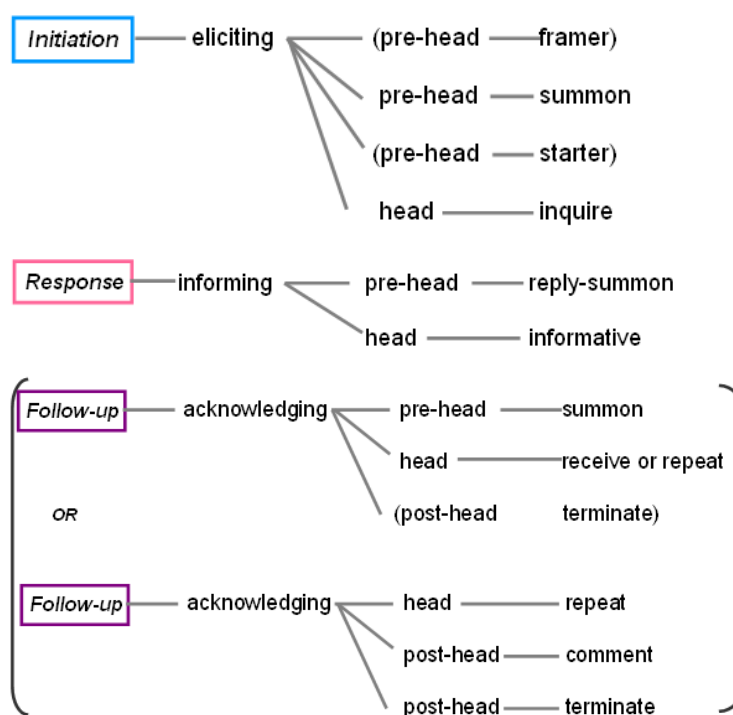 Initiation eliciting (pre-head framer)
pre-head summon
(pre-head starter)
head inquire
Response informing pre-head reply-summon
head informative
Follow-up acknowledging pre-head summon
head receive or repeat
OR (post-head terminate)
Follow-up acknowledging head repeat
post-head comment
post-head terminate